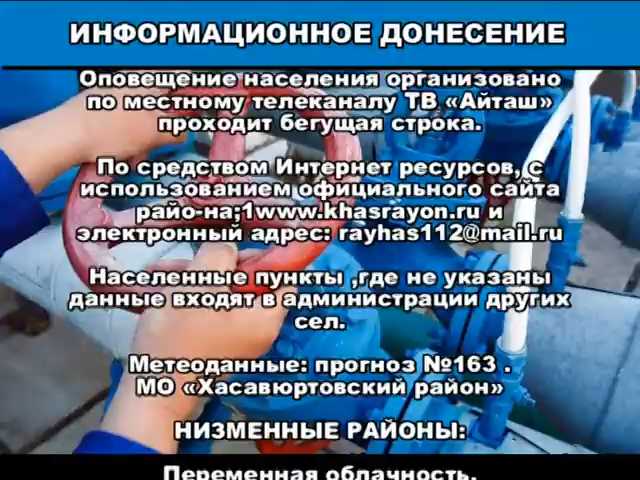 ИНФОРМАЦИОННОЕ ДОНЕСЕНИЕ
Оповещение населения организовано
по местному телеканалу ТВ «Айташ»
проходит бегущая строка.
По средством Интернет ресурсов, с
использованием официального сайта
райо-на;1www.khasrayon.ru и
электронный адрес: rayhas112@mail.ru
Населенные пункты ,где не указаны
данные входят в администрации других
сел.
Метеоданные: прогноз №163 .
МО «Хасавюртовский район»
НИЗМЕННЫЕ РАЙОНЫ:
Переменная облачность.